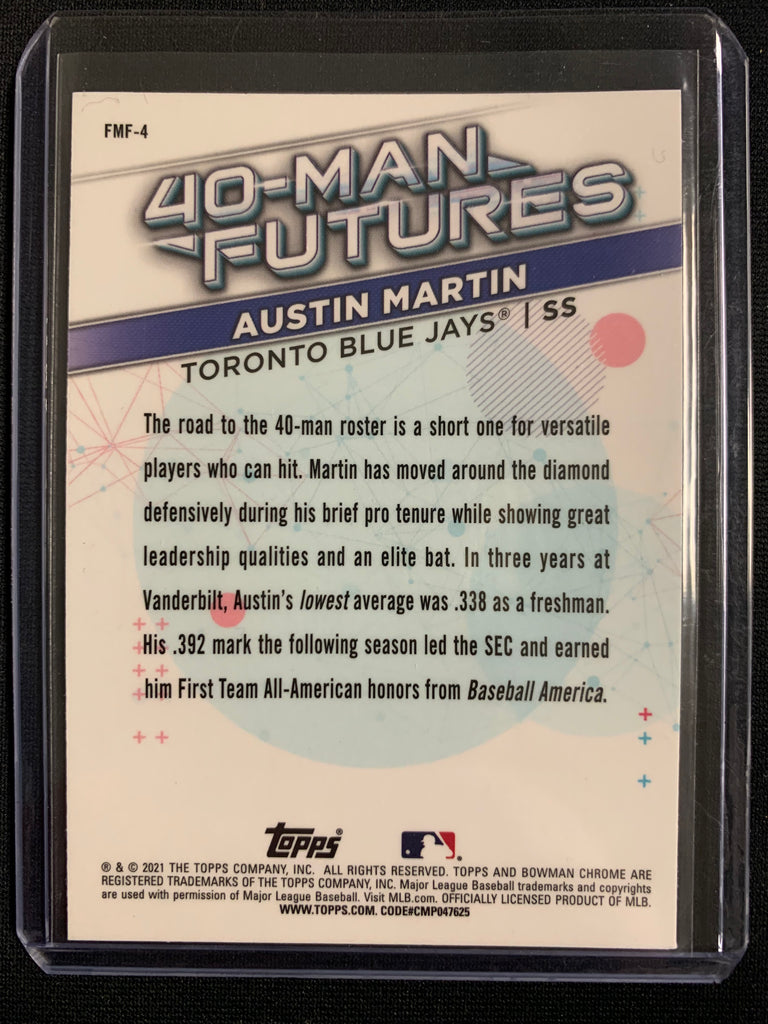 FMF-4
40-MAN
FUTURES
AUSTIN MARTIN
TORONTO BLUE JAYS® | SS
The road to the 40-man roster is a short one for versatile
players who can hit. Martin has moved around the diamond
defensively during his brief pro tenure while showing great
leadership qualities and an elite bat. In three years at
Vanderbilt, Austin's lowest average was .338 as a freshman.
His .392 mark the following season led the SEC and earned
him First Team All-American honors from Baseball America.
Topps®
® & © 2021 THE TOPPS COMPANY, INC. ALL RIGHTS RESERVED. TOPPS AND BOWMAN CHROME ARE
REGISTERED TRADEMARKS OF THE TOPPS COMPANY, INC. Major League Baseball trademarks and copyrights
are used with permission of Major League Baseball. Visit MLB.com. OFFICIALLY LICENSED PRODUCT OF MLB.
WWW.TOPPS.COM. CODE#CMP047625